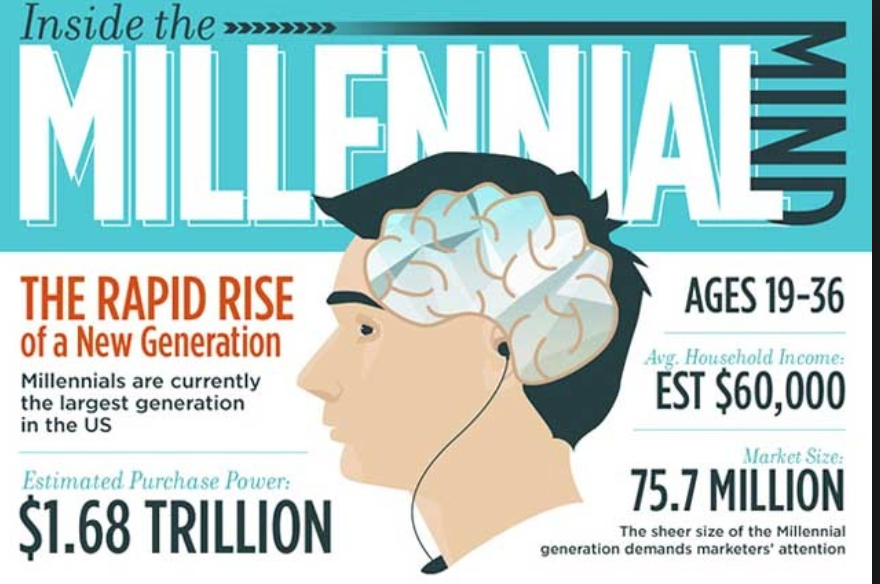 Inside the
MILLENNIAL
MIND
THE RAPID RISE
of a New Generation
Millennials are currently
the largest generation
in the US
Estimated Purchase Power:
$1.68 TRILLION
AGES 19-36
Avg. Household Income:
EST $60,000
Market Size:
75.7 MILLION
The sheer size of the Millennial
generation demands marketers' attention